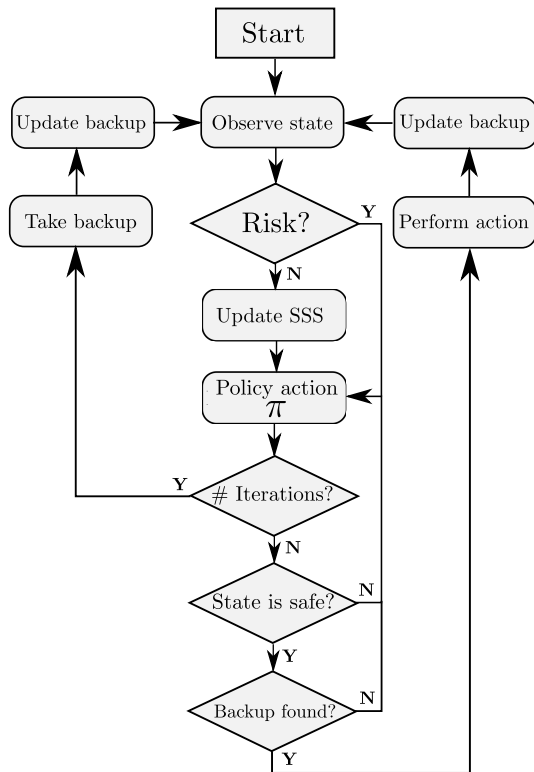 Start
Update backup
Observe state
Update backup
Take backup
Risk?
Y
Perform action
N
Update SSS
Policy action
π
Y
# Iterations?
N
State is safe?
N
Y
Backup found?
N
Y